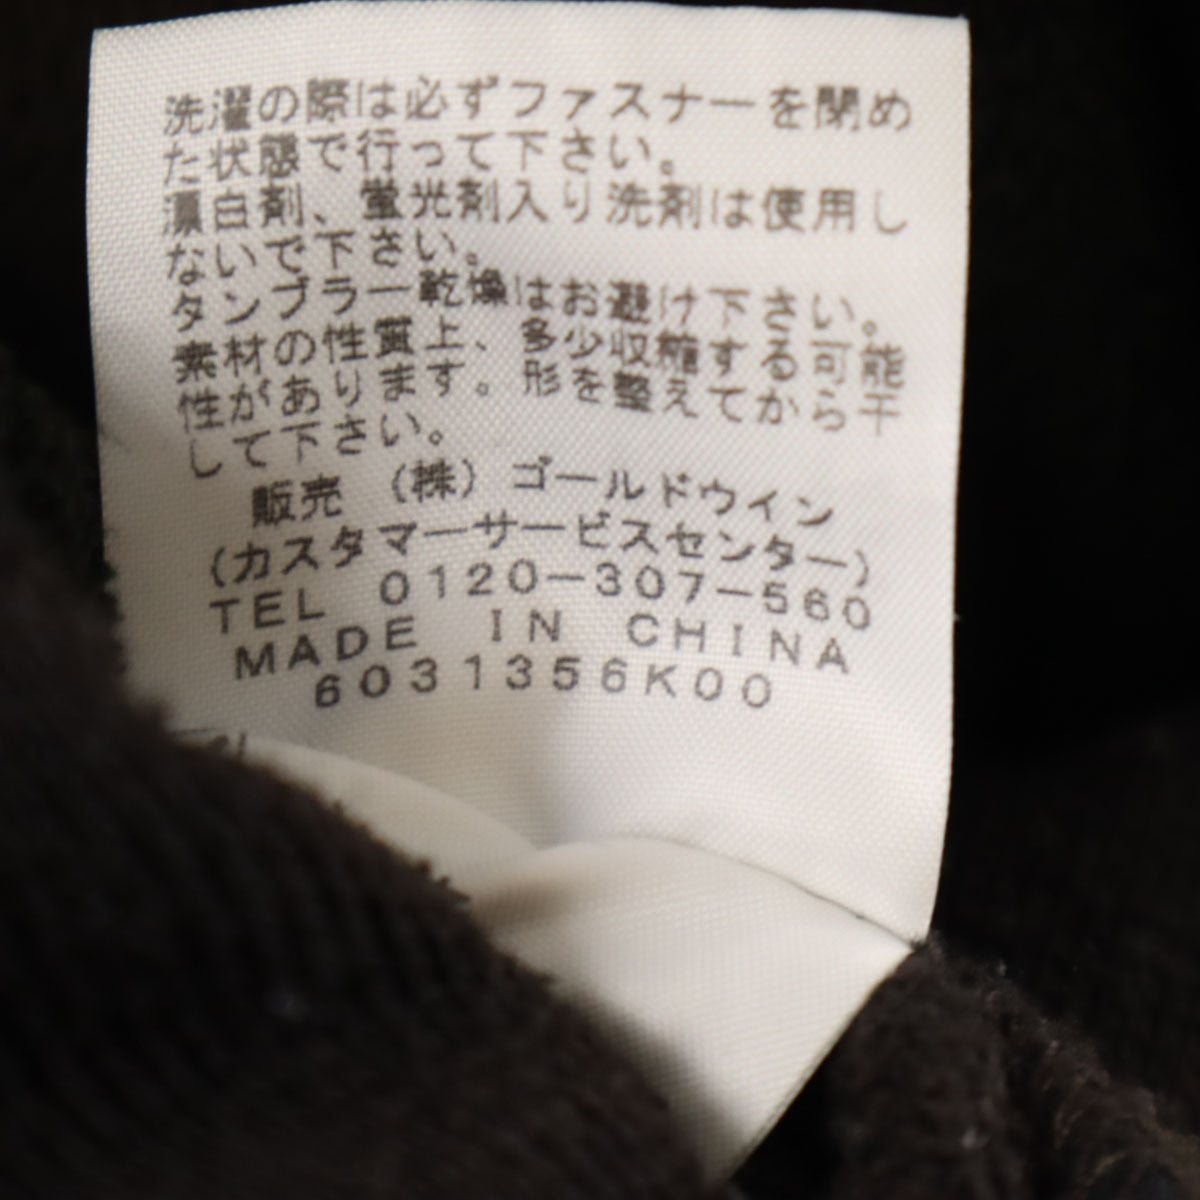 洗濯の際は必ずファスナーを閉め
た状態で行って下さい。
漂白剤、蛍光剤入り洗剤は使用し
ないで下さい。
タンブラー乾燥はお避け下さい。
素材の性質上、多少収縮する可能
性があります。形を整えてから干
して下さい。
販売 (株) ゴールドウイン
(カスタマーサービスセンター)
TEL 0120-307-560
MADE IN CHINA
6031356K00